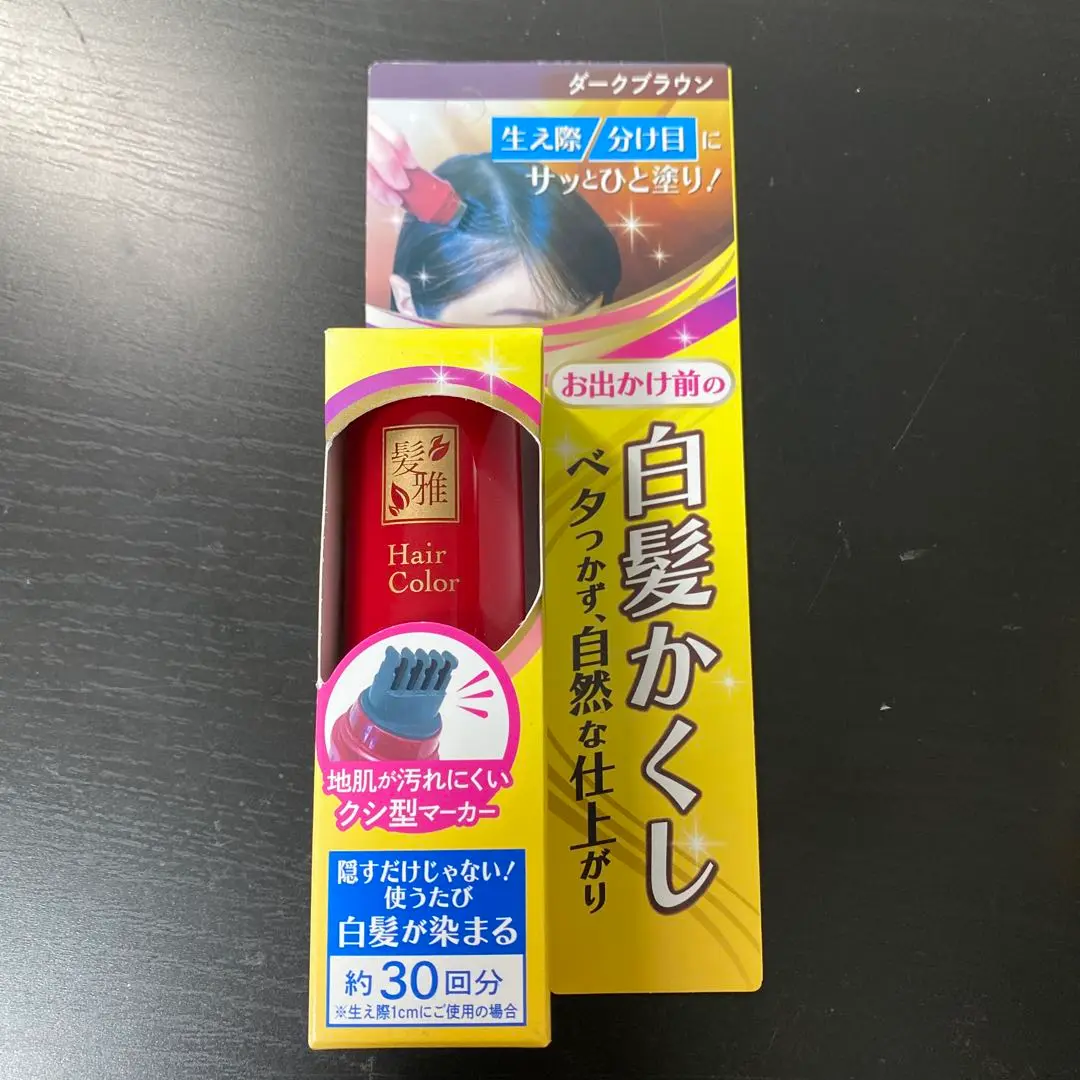 ダークブラウン
生え際/分け目に
サッとひと塗り!
お出かけ前の
白髪かくし
ベタつかず、自然な仕上がり
髪雅
Hair
Color
地肌が汚れにくい
クシ型マーカー
隠すだけじゃない!
使うたび
白髪が染まる
約30回分
※生え際1cmにご使用の場合